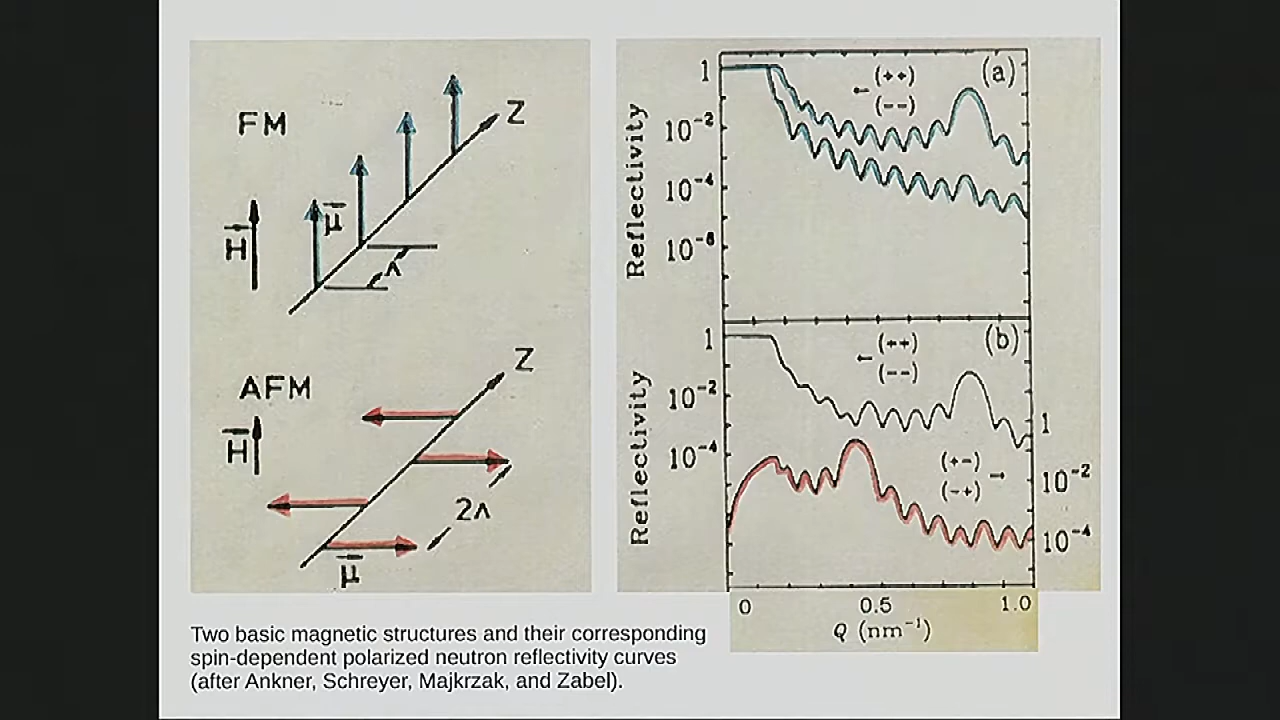 FM
Z
H
μ
Λ
AFM
Z
H
2Λ
μ
Reflectivity
1
10⁻²
10⁻⁴
10⁻⁶
(a)
← (++)
(--)
Reflectivity
1
10⁻²
10⁻⁴
(b)
← (++)
(--)
(+-) →
(-+)
1
10⁻²
10⁻⁴
0 0.5 1.0
Q (nm⁻¹)
Two basic magnetic structures and their corresponding
spin-dependent polarized neutron reflectivity curves
(after Ankner, Schreyer, Majkrzak, and Zabel).